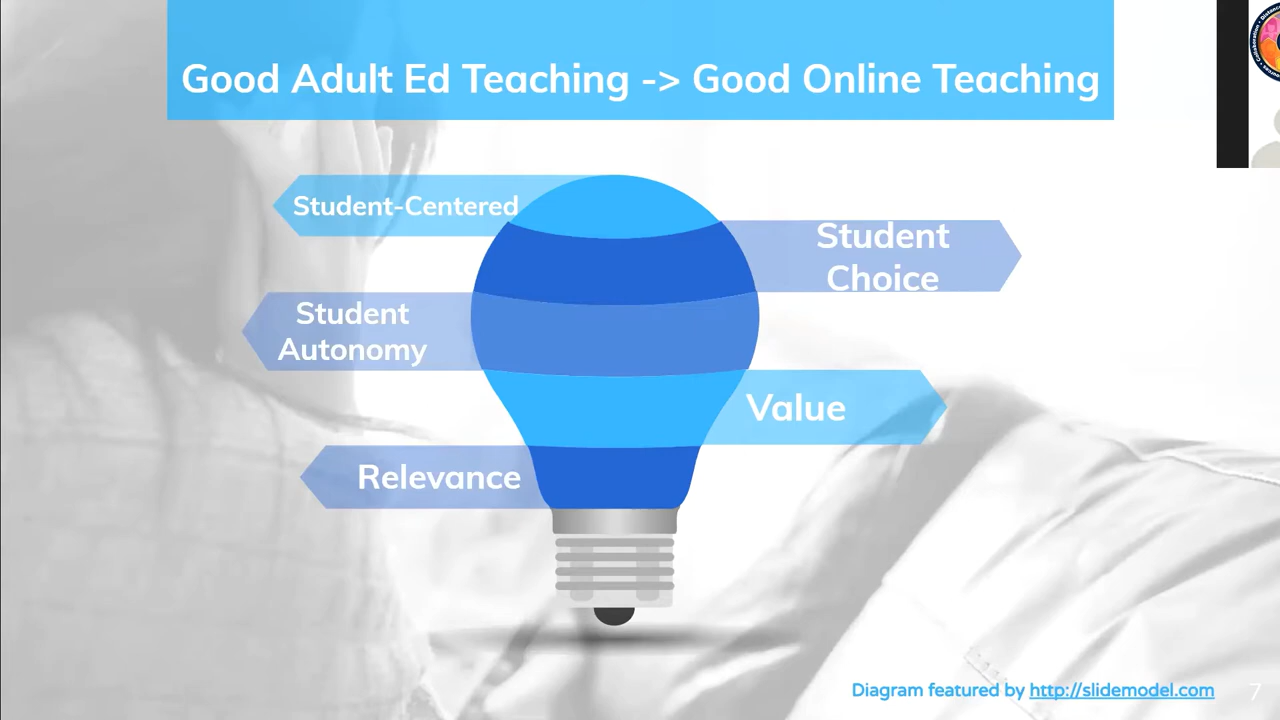 Good Adult Ed Teaching -> Good Online Teaching
Student-Centered
Student
Choice
Student
Autonomy
Value
Relevance
Diagram featured by http://slidemodel.com
7